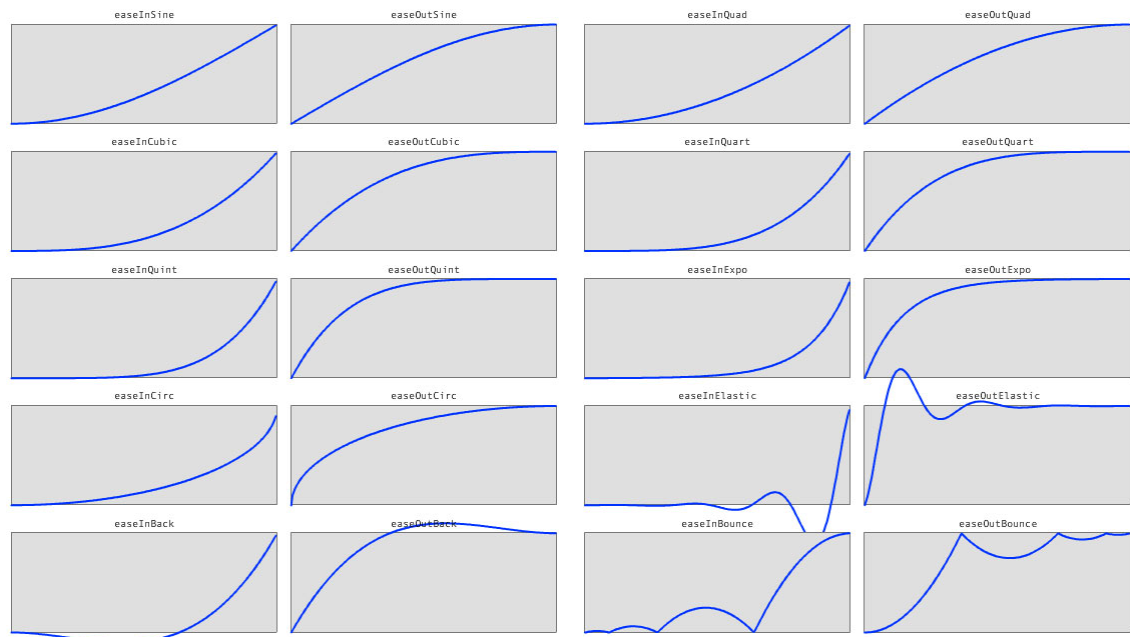 easeInSine
easeOutSine
easeInQuad
easeOutQuad
easeInCubic
easeOutCubic
easeInQuart
easeOutQuart
easeInQuint
easeOutQuint
easeInExpo
easeOutExpo
easeInCirc
easeOutCirc
easeInElastic
easeOutElastic
easeInBack
easeOutBack
easeInBounce
easeOutBounce